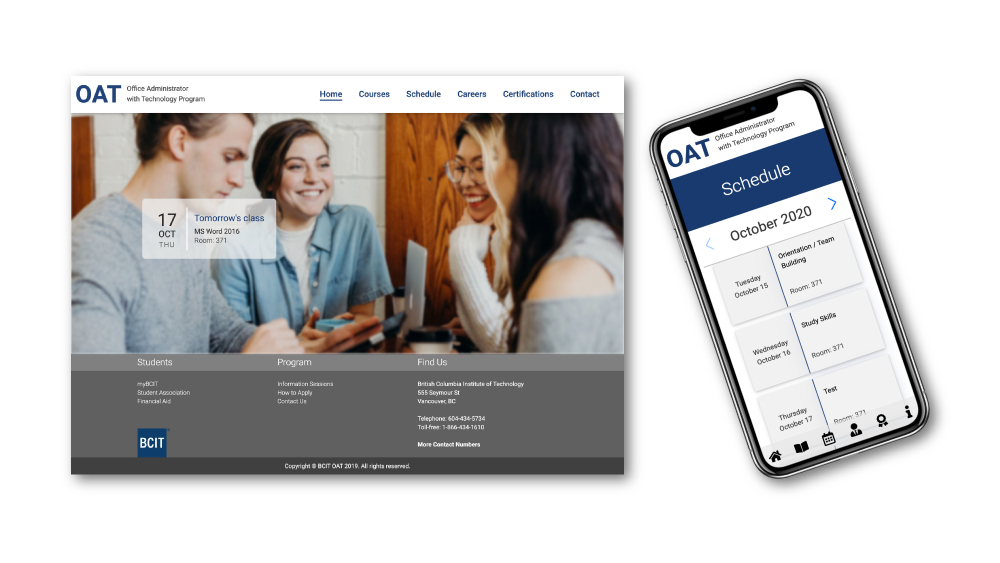 OAT
Office Administrator
with Technology Program
Home Courses Schedule Careers Certifications Contact
17
OCT
THU
Tomorrow's class
MS Word 2016
Room: 371
Students
myBCIT
Student Association
Financial Aid
BCIT
Program
Information Sessions
How to Apply
Contact Us
Find Us
British Columbia Institute of Technology
555 Seymour St
Vancouver, BC
Telephone: 604-434-5734
Toll-free: 1-866-434-1610
More Contact Numbers
Copyright © BCIT OAT 2019. All rights reserved.
OAT
Office Administrator
with Technology Program
Schedule
October 2020
Tuesday
October 15
Orientation / Team
Building
Room: 371
Wednesday
October 16
Study Skills
Room: 371
Thursday
October 17
Test
Room: 371